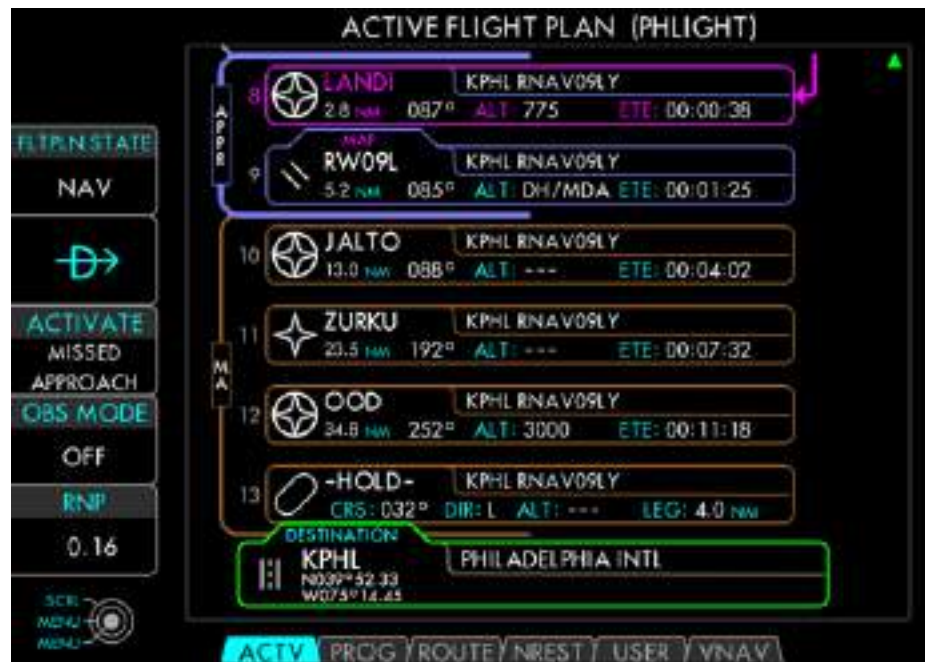 ACTIVE FLIGHT PLAN (PHLIGHT)
8 LANDI KPHL RNAV09LY
2.8 NM 087° ALT: 775 ETE: 00:00:38
APPR
MAP
9 RW09L KPHL RNAV09LY
5.2 NM 085° ALT: DH/MDA ETE: 00:01:25
10 JALTO KPHL RNAV09LY
13.0 NM 088° ALT: --- ETE: 00:04:02
11 ZURKU KPHL RNAV09LY
23.5 NM 192° ALT: --- ETE: 00:07:32
MA
12 OOD KPHL RNAV09LY
34.8 NM 252° ALT: 3000 ETE: 00:11:18
13 -HOLD- KPHL RNAV09LY
CRS: 032° DIR: L ALT: --- LEG: 4.0 NM
DESTINATION
KPHL PHILADELPHIA INTL
N039°52.33
W075°14.45
FLTPLN STATE
NAV
D
ACTIVATE
MISSED
APPROACH
OBS MODE
OFF
RNP
0.16
SCRL
MENU
MENU
ACTV PROG ROUTE NREST USER VNAV